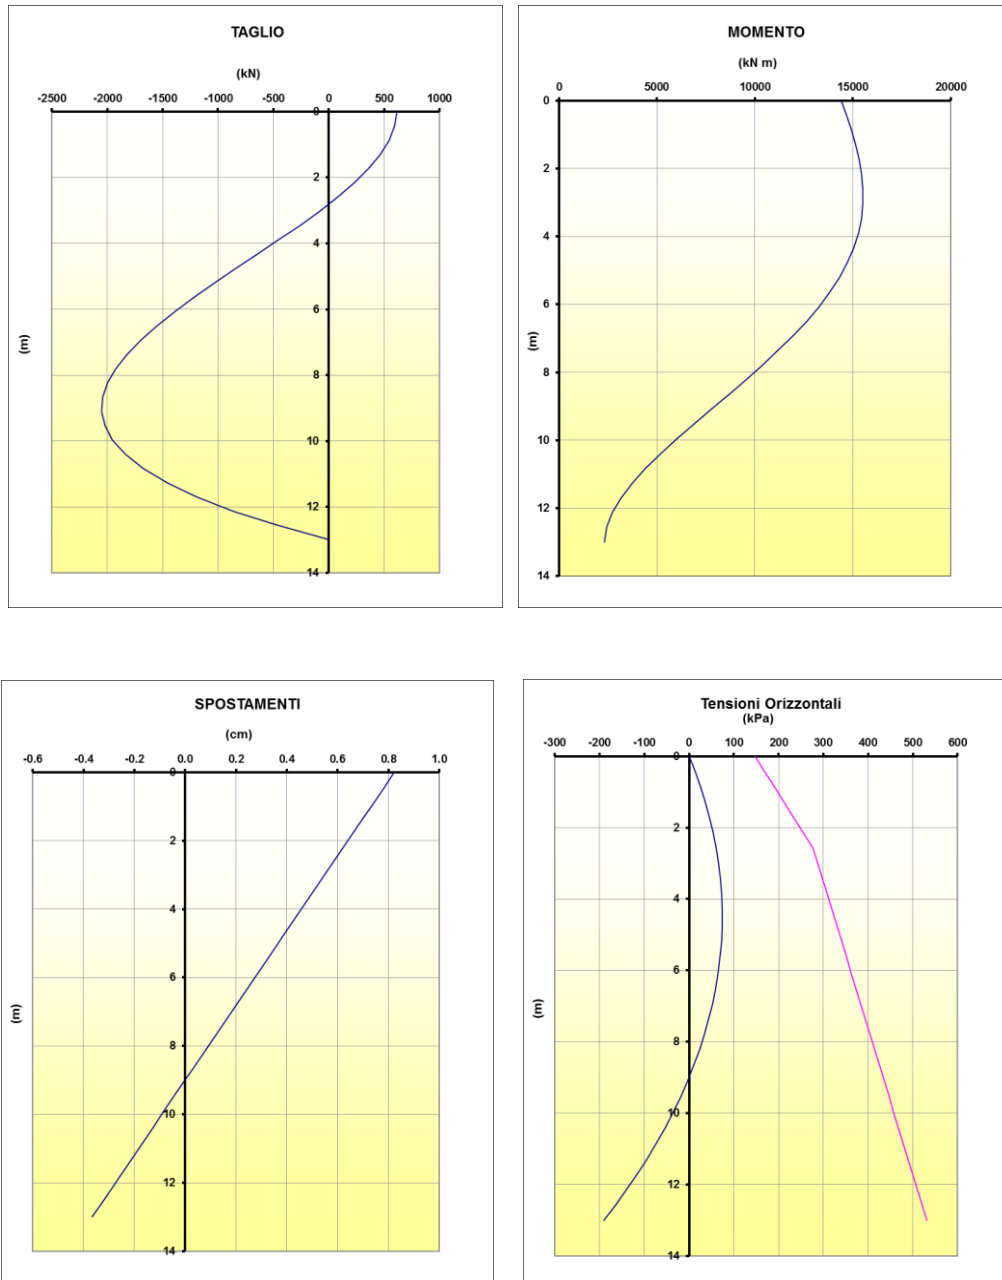 TAGLIO
(kN)
-2500 -2000 -1500 -1000 -500 0 500 1000
0
2
4
6
8
10
12
14
(m)
MOMENTO
(kN m)
0 5000 10000 15000 20000
0
2
4
6
8
10
12
14
(m)
SPOSTAMENTI
(cm)
-0.6 -0.4 -0.2 0.0 0.2 0.4 0.6 0.8 1.0
0
2
4
6
8
10
12
14
(m)
Tensioni Orizzontali
(kPa)
-300 -200 -100 0 100 200 300 400 500 600
0
2
4
6
8
10
12
14
(m)